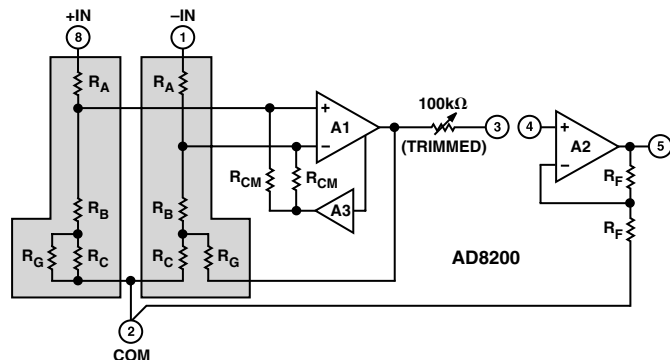 +IN
–IN
8
1
RA
RA
100kΩ
+
A1
–
3
4
+
A2
–
5
(TRIMMED)
RCM
RCM
RF
A3
RB
RB
RF
RG
RC
RC
RG
AD8200
2
COM